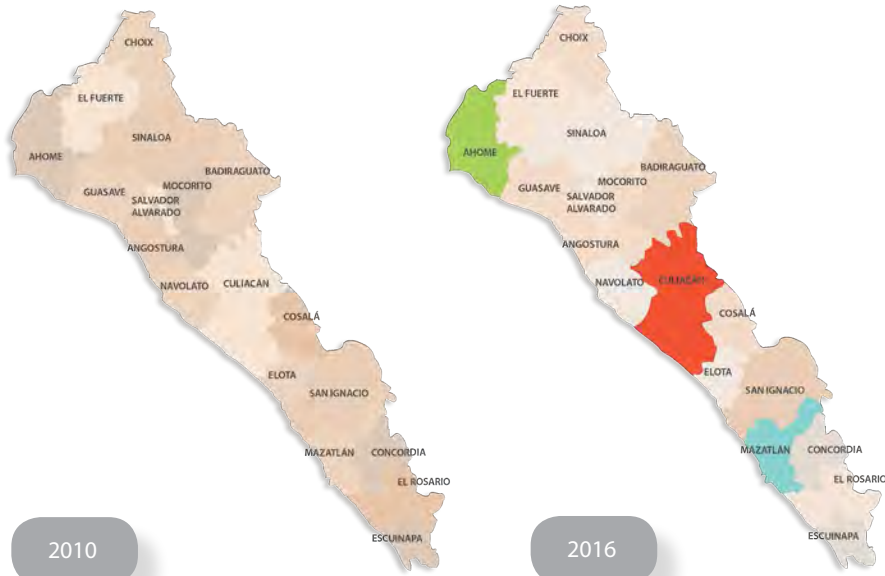 CHOIX
EL FUERTE
SINALOA
AHOME
BADIRAGUATO
MOCORITO
GUASAVE
SALVADOR
ALVARADO
ANGOSTURA
NAVOLATO
CULIACÁN
COSALÁ
ELOTA
SAN IGNACIO
MAZATLÁN
CONCORDIA
EL ROSARIO
ESCUINAPA
2010
CHOIX
EL FUERTE
SINALOA
AHOME
BADIRAGUATO
MOCORITO
GUASAVE
SALVADOR
ALVARADO
ANGOSTURA
NAVOLATO
CULIACÁN
COSALÁ
ELOTA
SAN IGNACIO
MAZATLÁN
CONCORDIA
EL ROSARIO
ESCUINAPA
2016